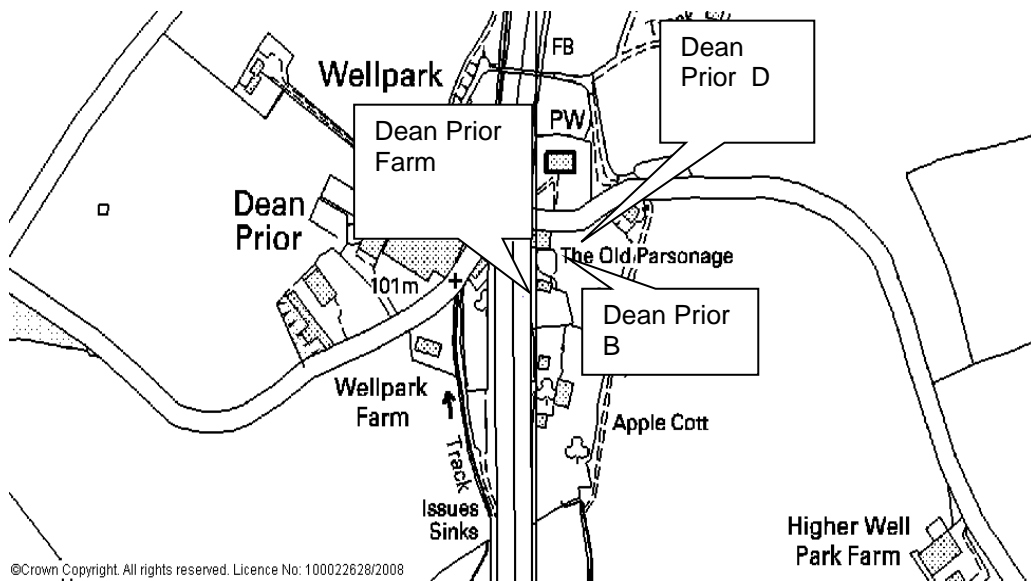 FB
Track
Dean
Prior D
Wellpark
PW
Dean Prior
Farm
Dean
Prior
The Old Parsonage
101m
Dean Prior
B
Wellpark
Farm
Apple Cott
Track
Issues
Sinks
Higher Well
Park Farm
©Crown Copyright. All rights reserved. Licence No: 100022628/2008